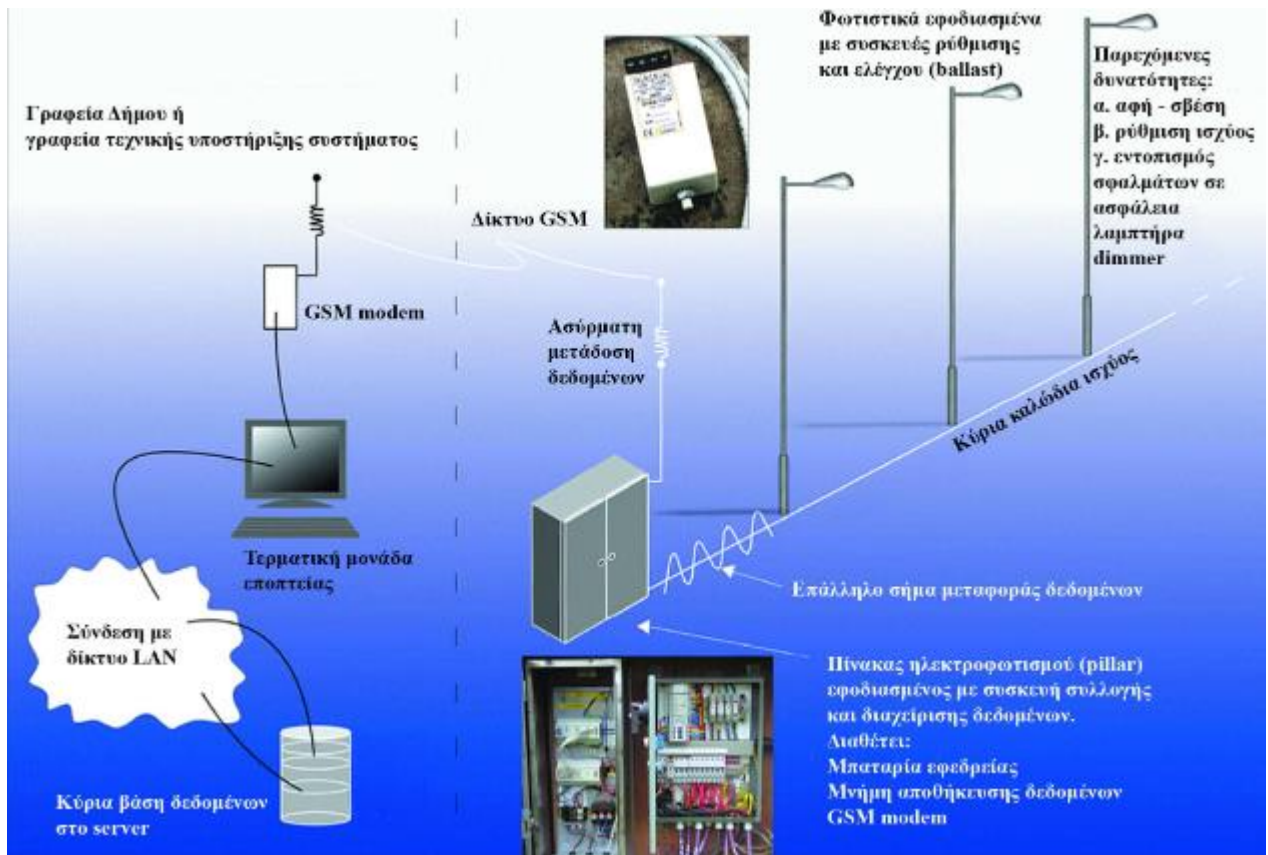 Γραφεία Δήμου ή
γραφεία τεχνικής υποστήριξης συστήματος
GSM modem
Τερματική μονάδα
εποπτείας
Σύνδεση με
δίκτυο LAN
Κύρια βάση δεδομένων
στο server
Δίκτυο GSM
Ασύρματη
μετάδοση
δεδομένων
Φωτιστικά εφοδιασμένα
με συσκευές ρύθμισης
και ελέγχου (ballast)
Παρεχόμενες
δυνατότητες:
α. αφή - σβέση
β. ρύθμιση ισχύος
γ. εντοπισμός
σφαλμάτων σε
ασφάλεια
λαμπτήρα
dimmer
Κύρια καλώδια ισχύος
Επάλληλο σήμα μεταφοράς δεδομένων
Πίνακας ηλεκτροφωτισμού (pillar)
εφοδιασμένος με συσκευή συλλογής
και διαχείρισης δεδομένων.
Διαθέτει:
Μπαταρία εφεδρείας
Μνήμη αποθήκευσης δεδομένων
GSM modem